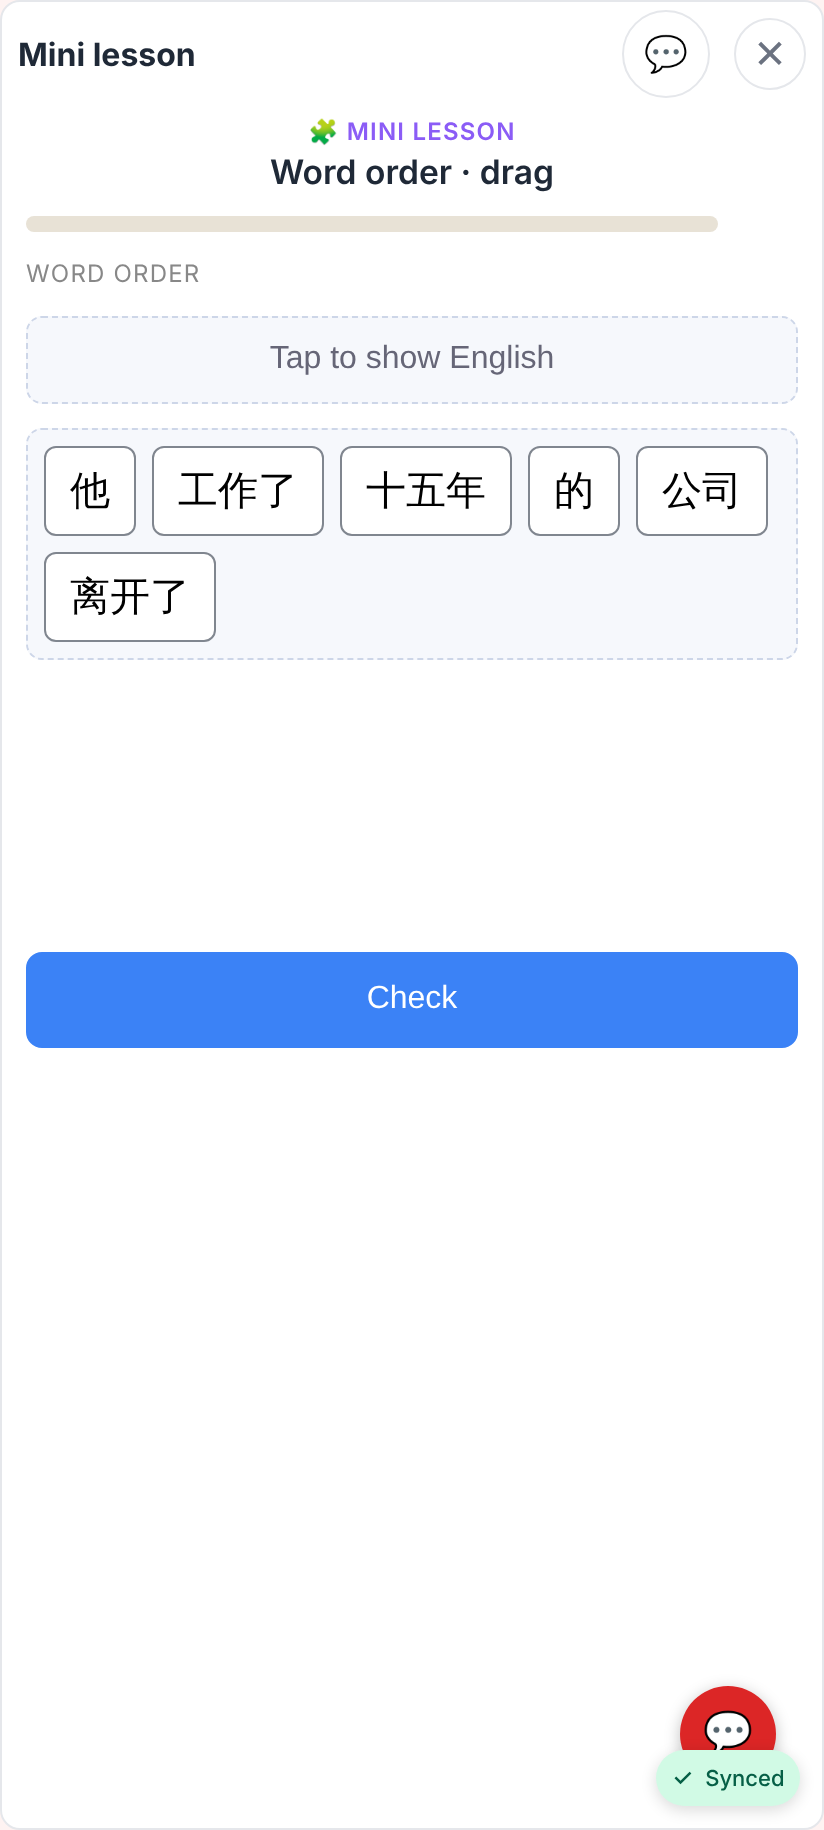 Mini lesson
🧩 MINI LESSON
Word order · drag
WORD ORDER
Tap to show English
他 工作了 十五年 的 公司
离开了
Check
✓ Synced